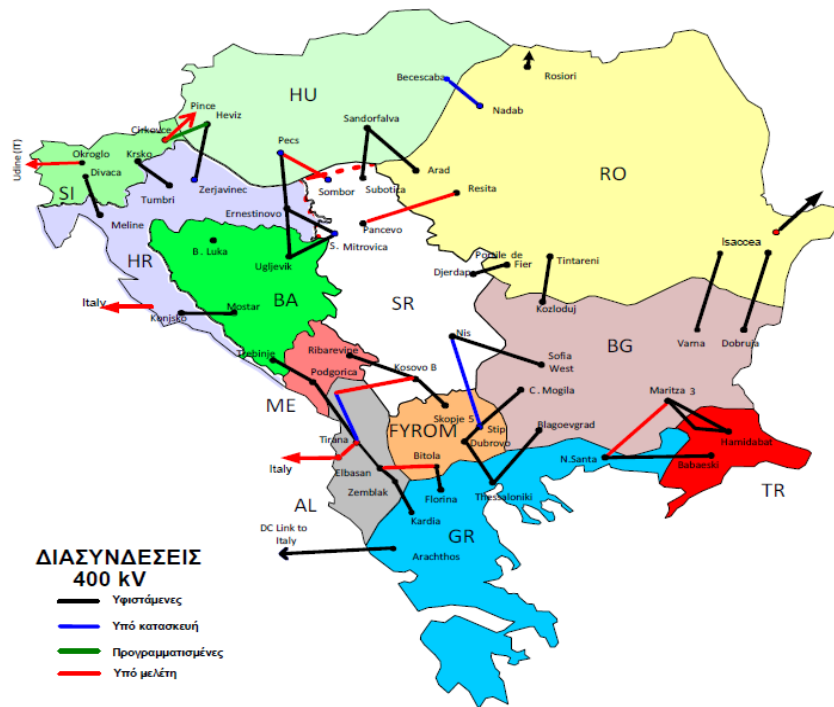 Becescaba
Rosiori
Pince
HU
Heviz
Nadab
Cirkovce
Sandorfalva
Pecs
Udine (IT)
Okroglo
Krsko
Divaca
Arad
RO
SI
Tumbri
Zerjavinec
Sombor
Subotica
Resita
Meline
Ernestinovo
Pancevo
S.
Mitrovica
HR
B . Luka
Isaccea
Ugljevik
Portile de
Fier
Tintareni
Djerdap
SR
BA
Italy
Mostar
Kozloduj
Konjsko
Varna
Dobruja
Nis
BG
Trebinje
Ribarevine
Sofia
West
Podgorica
Kosovo B
C. Mogila
Maritza 3
ME
Skopje 5
FYROM
Stip
Blagoevgrad
Tirana
Dubrovo
Hamidabat
Italy
Elbasan
Bitola
N.Santa
Babaeski
Zemblak
Florina
Thessaloniki
TR
AL
Kardia
DC Link to
Italy
GR
Arachthos
ΔΙΑΣΥΝΔΕΣΕΙΣ
400 kV
Υφιστάμενες
Υπό κατασκευή
Προγραμματισμένες
Υπό μελέτη